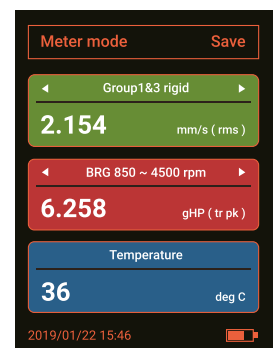 Meter mode Save
Group1&3 rigid
2.154 mm/s ( rms )
BRG 850 ~ 4500 rpm
6.258 gHP ( tr pk )
Temperature
36 deg C
2019/01/22 15:46